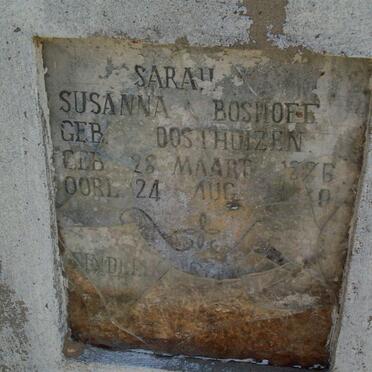 SARAH
SUSANNA BOSHOFF
GEB OOSTHUIZEN
GEB 28 MAART
OORL 24 AUG